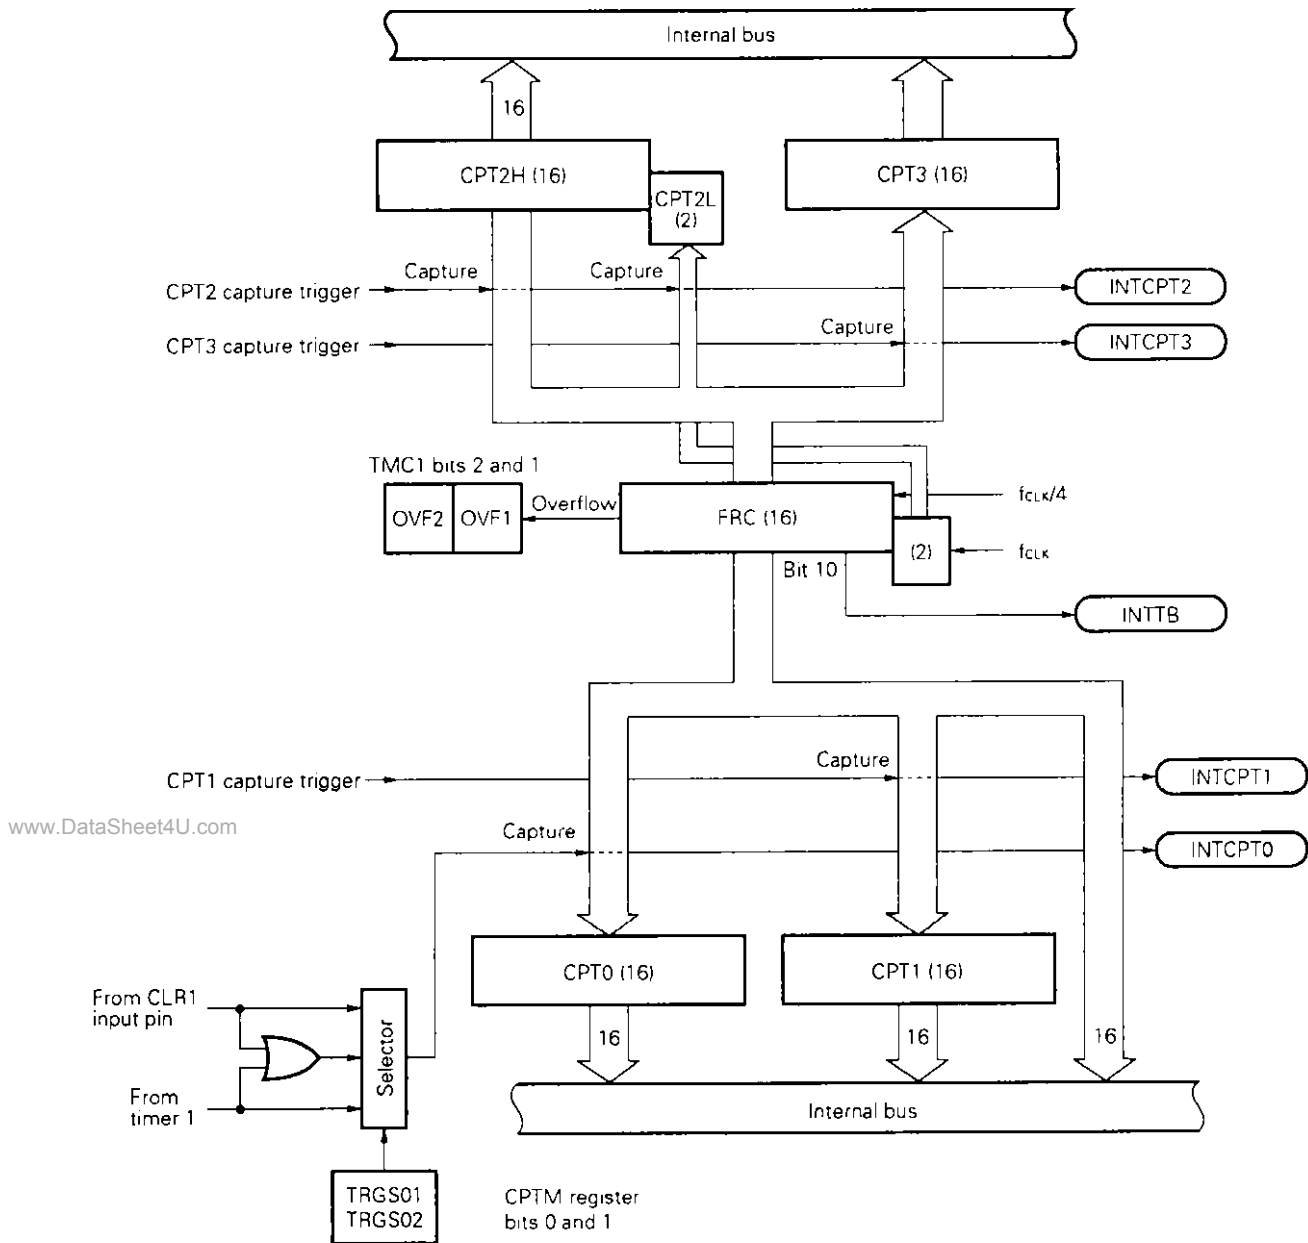 Internal bus
16
CPT2H (16)
CPT2L
(2)
CPT3 (16)
Capture
Capture
CPT2 capture trigger
INTCPT2
Capture
CPT3 capture trigger
INTCPT3
TMC1 bits 2 and 1
OVF2
OVF1
Overflow
FRC (16)
fCLK/4
(2)
fCLK
Bit 10
INTTB
Capture
CPT1 capture trigger
INTCPT1
www.DataSheet4U.com
Capture
INTCPT0
CPT0 (16)
CPT1 (16)
From CLR1
input pin
Selector
16
16
16
From
timer 1
Internal bus
TRGS01
TRGS02
CPTM register
bits 0 and 1